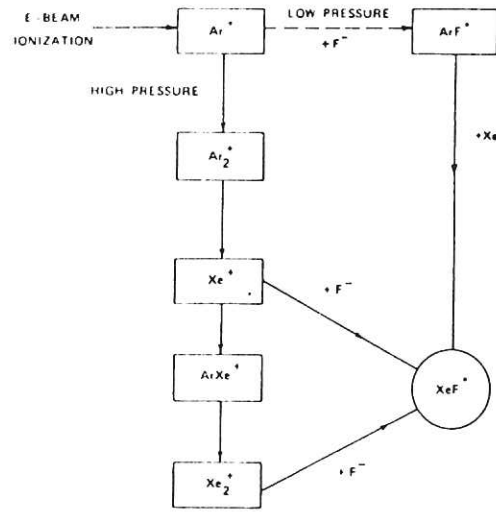 E-BEAM
IONIZATION
Ar⁺
LOW PRESSURE
+F⁻
ArF*
HIGH PRESSURE
+Xe
Ar₂⁺
Xe⁺
+F⁻
ArXe⁺
XeF*
Xe₂⁺
+F⁻